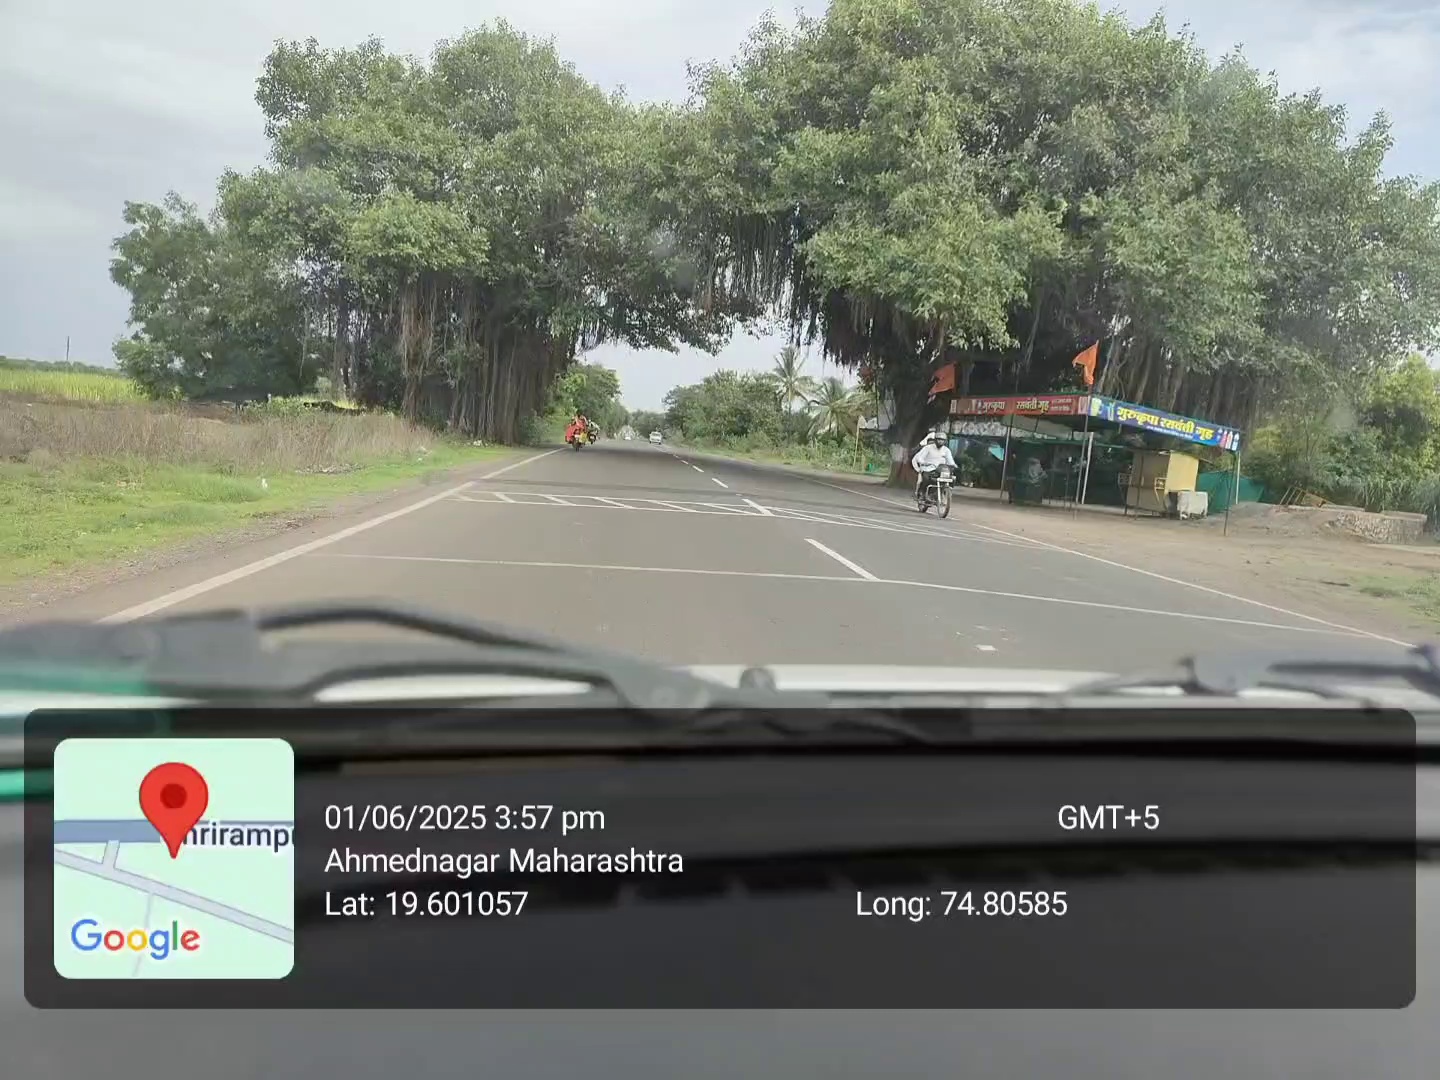 गुरुकृपा रसवंती गृह
गुरुकृपा रसवंती गृह
hrirampu
Google
01/06/2025 3:57 pm
GMT+5
Ahmednagar Maharashtra
Lat: 19.601057
Long: 74.80585